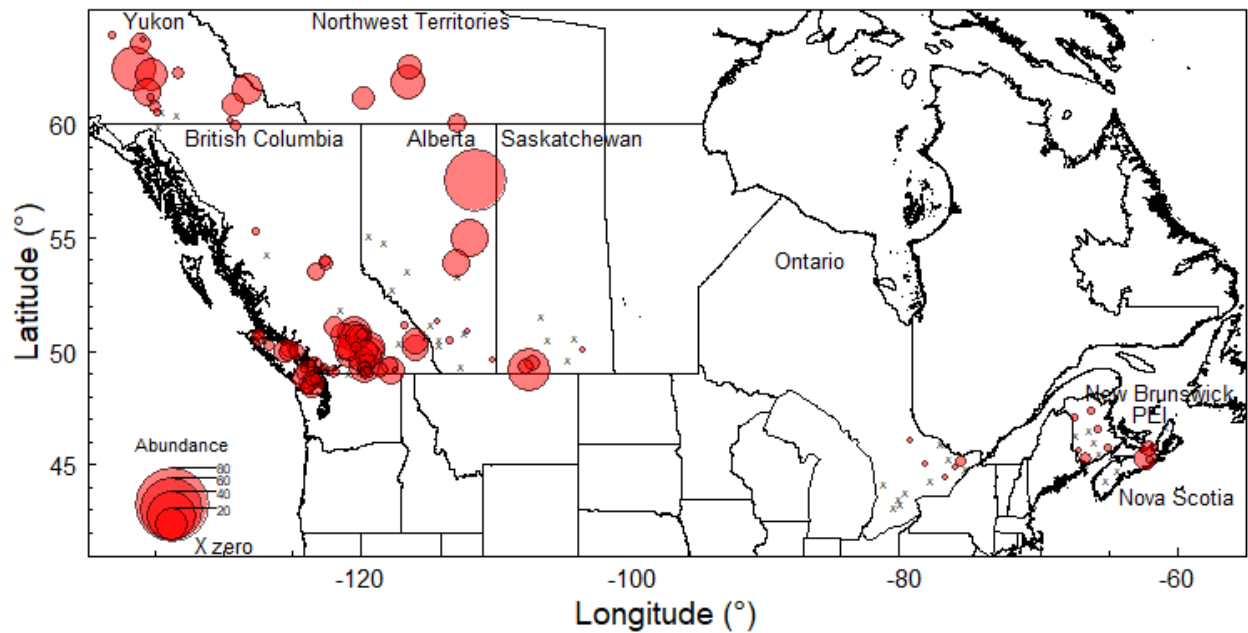 Yukon Northwest Territories
60
British Columbia Alberta Saskatchewan
55
Ontario
Latitude (°)
50
New Brunswick
PEI
Abundance
45
80
60
40
20
Nova Scotia
X zero
-120 -100 -80 -60
Longitude (°)